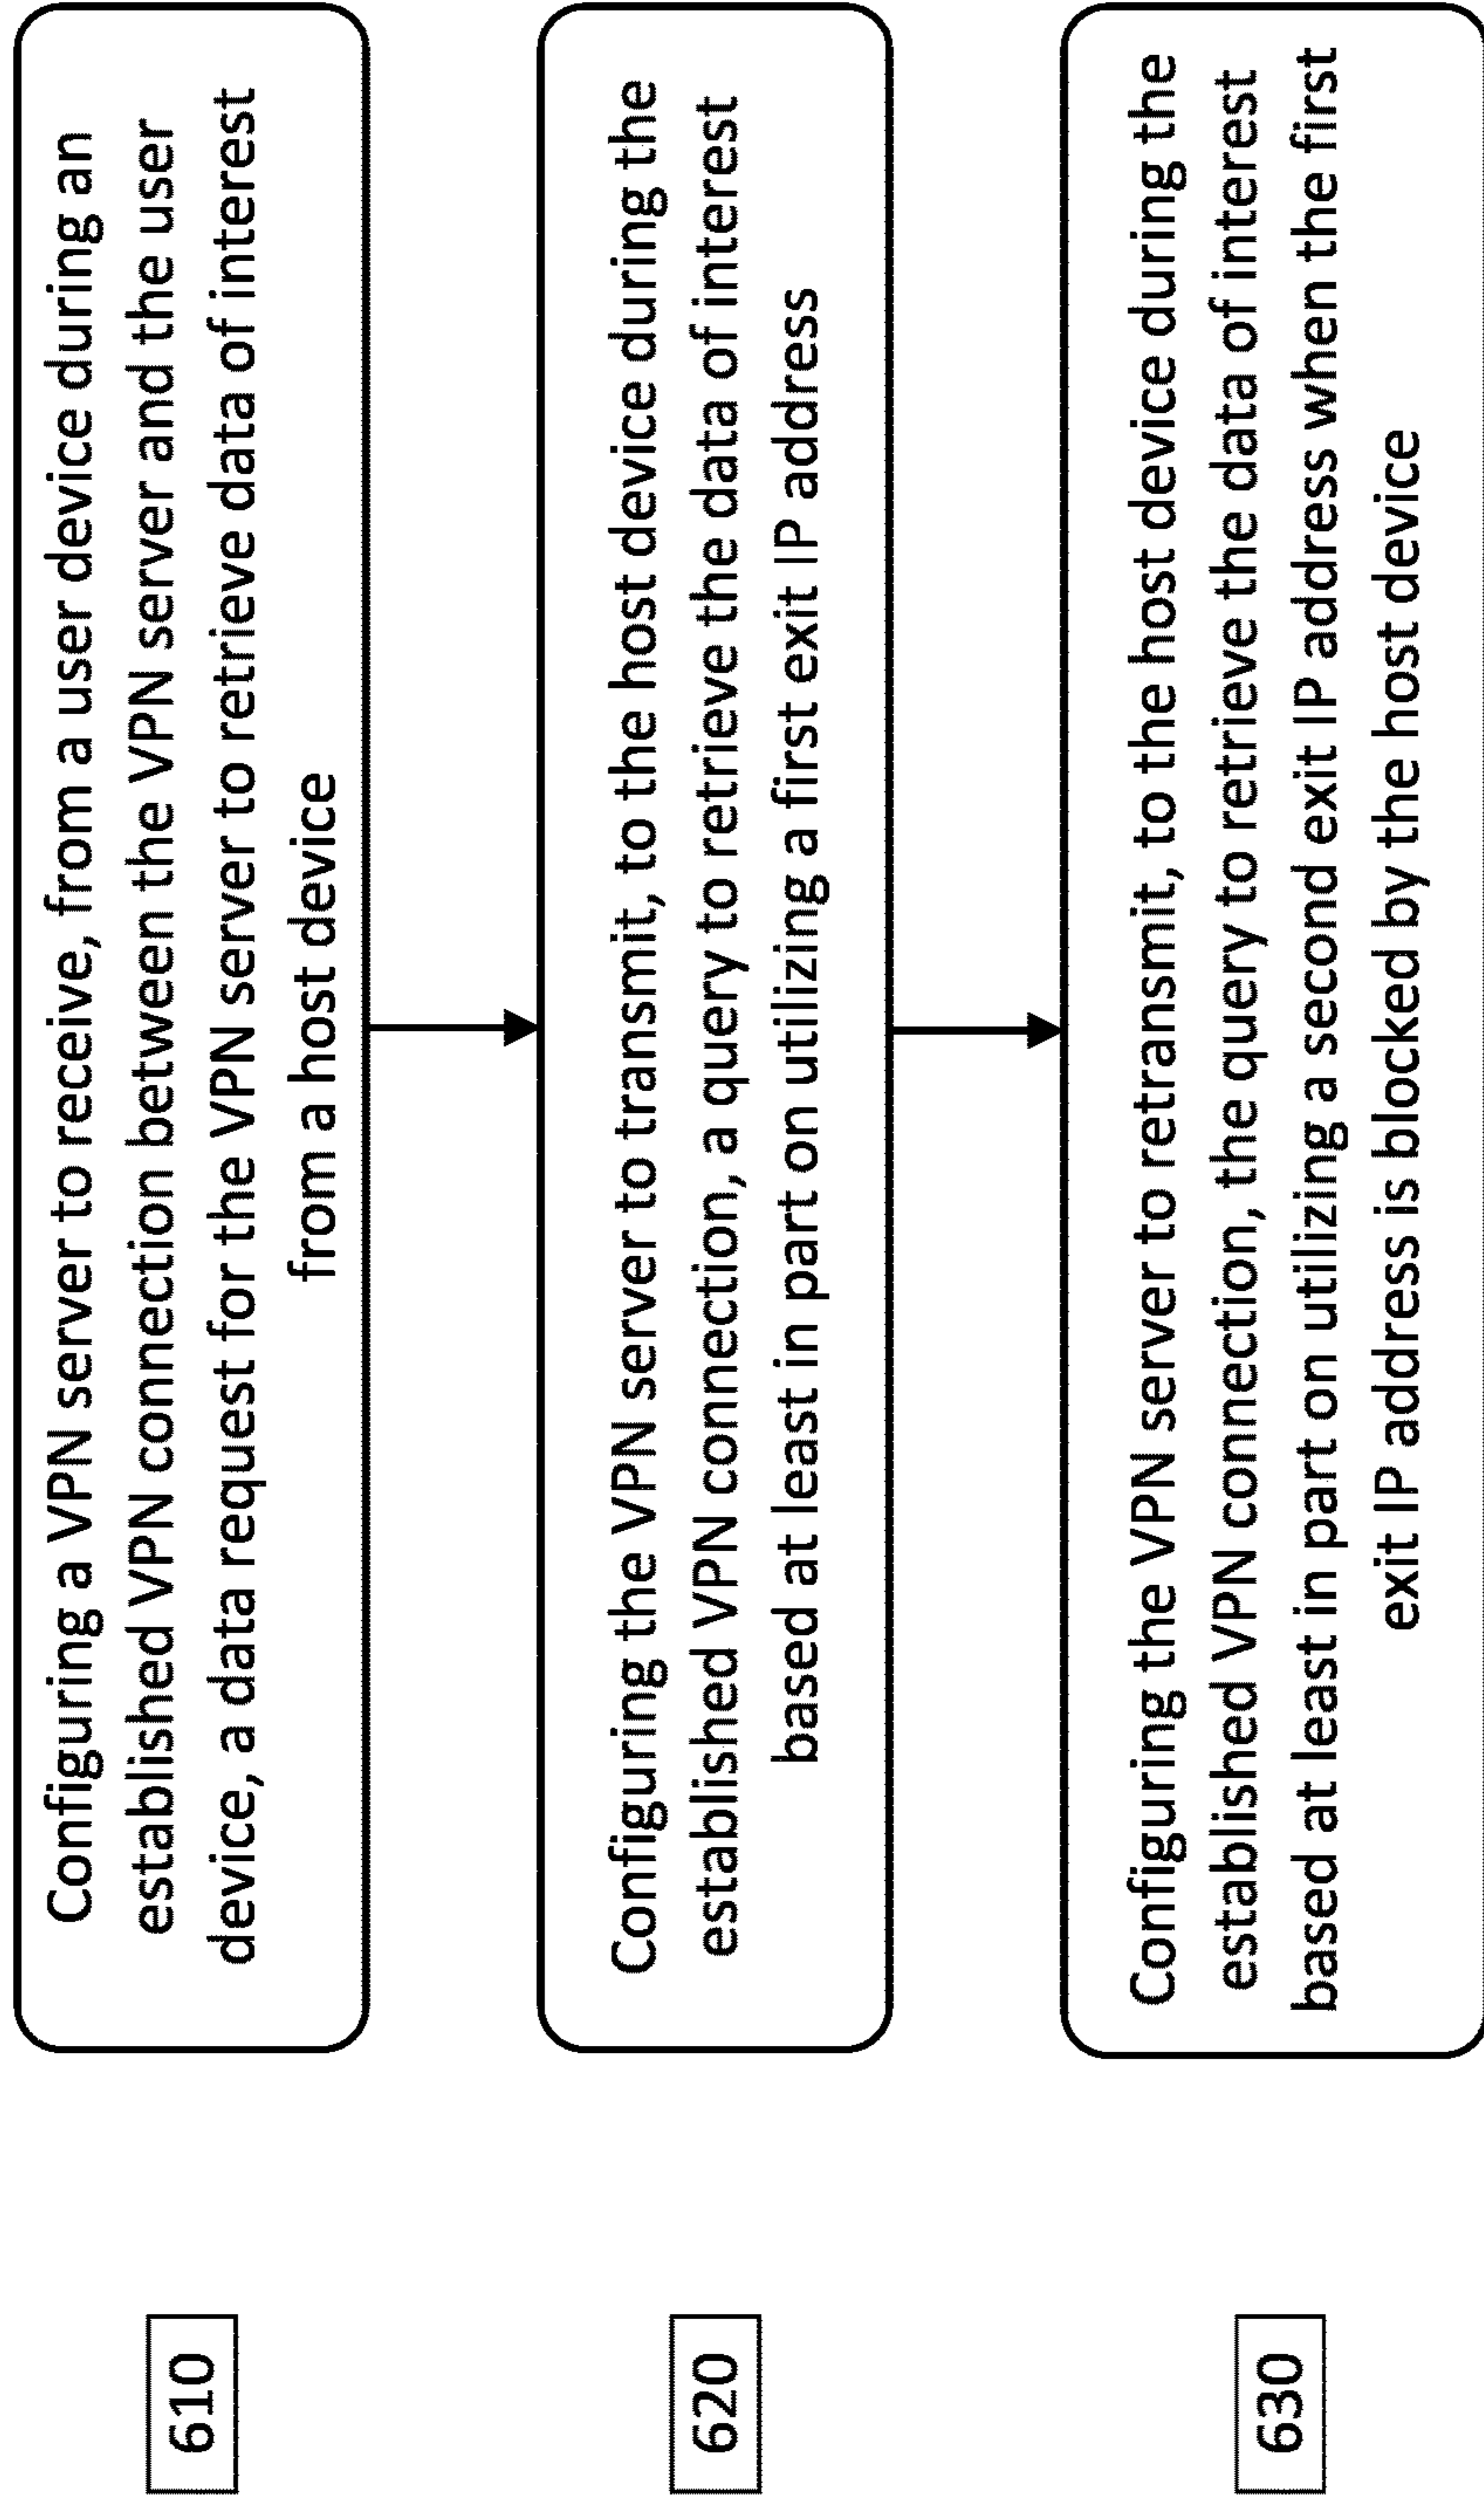 610
Configuring a VPN server to receive, from a user device during an
established VPN connection between the VPN server and the user
device, a data request for the VPN server to retrieve data of interest
from a host device
620
Configuring the VPN server to transmit, to the host device during the
established VPN connection, a query to retrieve the data of interest
based at least in part on utilizing a first exit IP address
630
Configuring the VPN server to retransmit, to the host device during the
established VPN connection, the query to retrieve the data of interest
based at least in part on utilizing a second exit IP address when the first
exit IP address is blocked by the host device